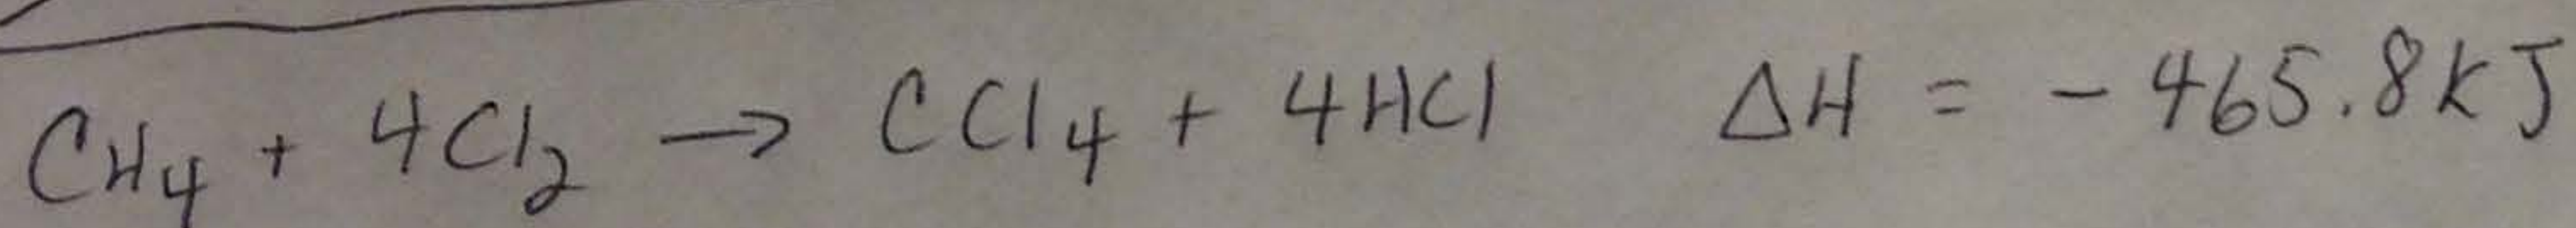 CH₄ + 4Cl₂ → CCl₄ + 4HCl ΔH = -465.8kJ